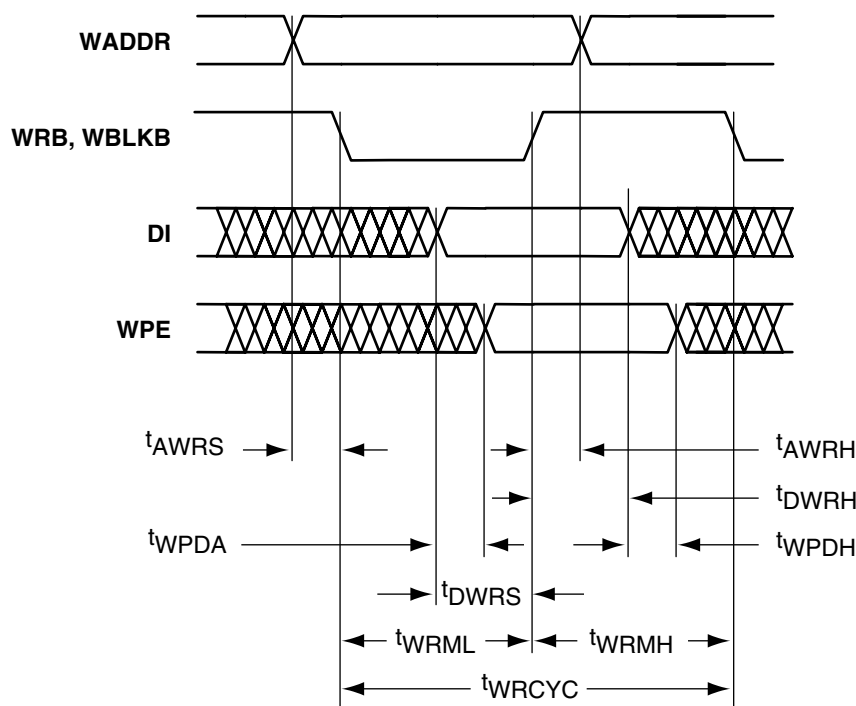 WADDR
WRB, WBLKB
DI
WPE
tAWRS
tAWRH
tDWRH
tWPDA
tWPDH
tDWRS
tWRML
tWRMH
tWRCYC